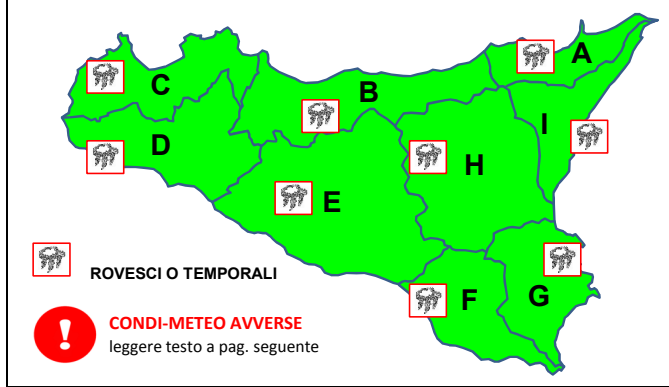 A
C
B
I
D
H
E
F
G
ROVESCI O TEMPORALI
!
CONDI-METEO AVVERSE
leggere testo a pag. seguente